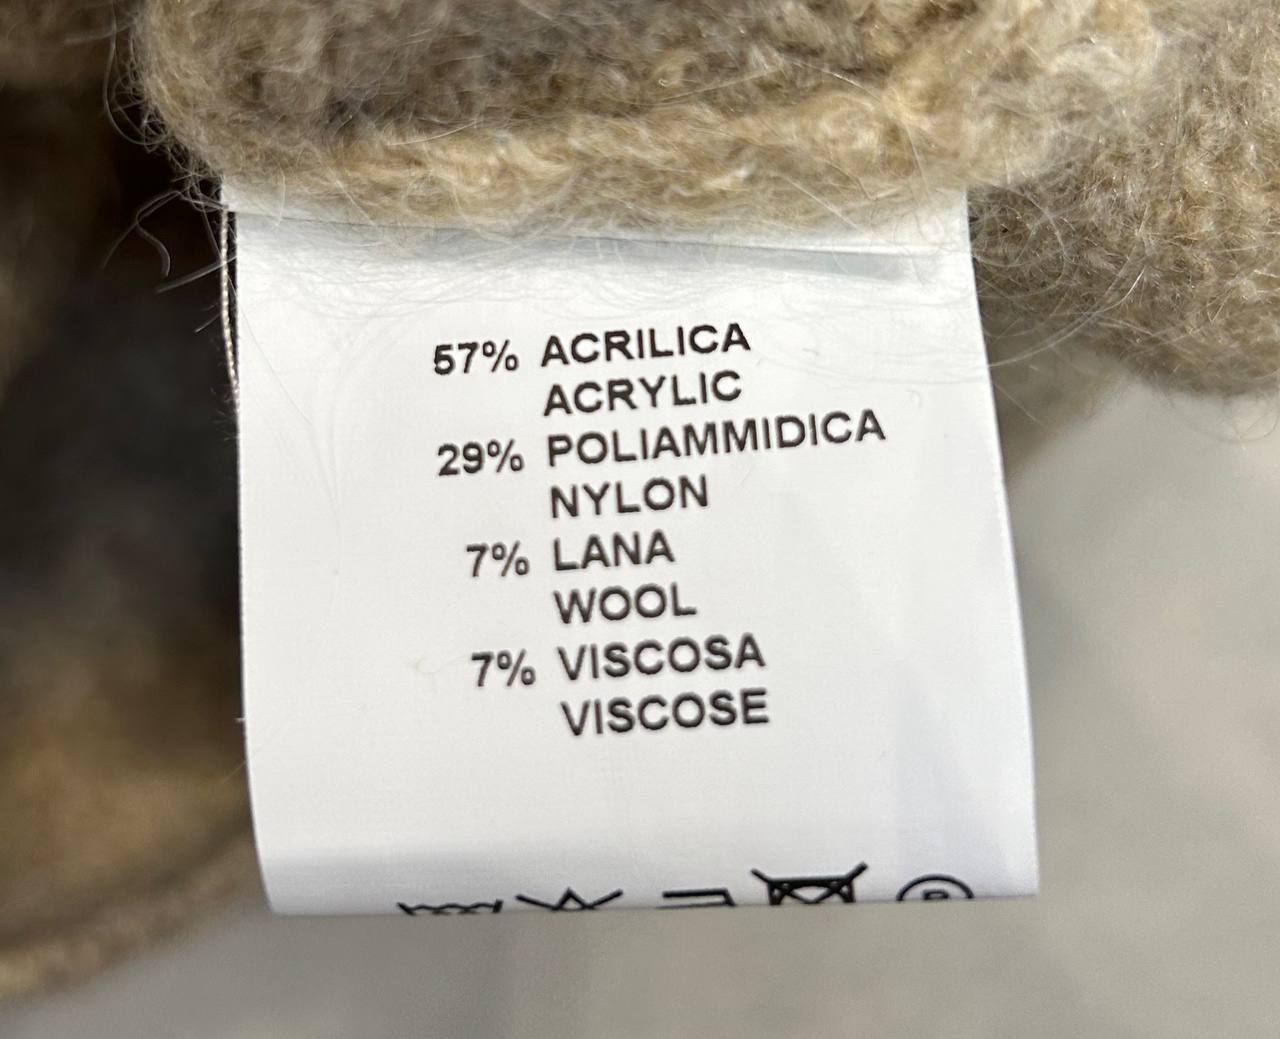 57% ACRILICA
ACRYLIC
29% POLIAMMIDICA
NYLON
7% LANA
WOOL
7% VISCOSA
VISCOSE
P